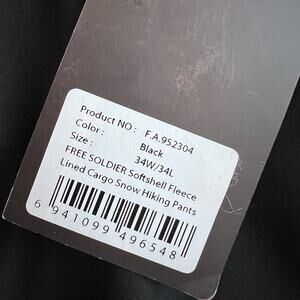 Product NO : F.A.952304
Color : Black
Size : 34W/34L
FREE SOLDIER Softshell Fleece
Lined Cargo Snow Hiking Pants
6 941099 496548